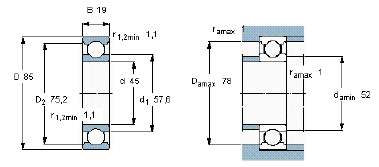 B 19
r1,2min 1,1
D 85
D2 75,2
d 45
d1 57,6
r1,2min 1,1
ramax 1
Damax 78
ramax 1
damin 52